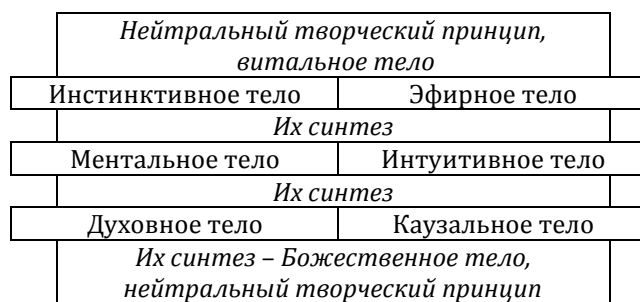 Нейтральный творческий принцип,
витальное тело
Инстинктивное тело Эфирное тело
Их синтез
Ментальное тело Интуитивное тело
Их синтез
Духовное тело Каузальное тело
Их синтез – Божественное тело,
нейтральный творческий принцип